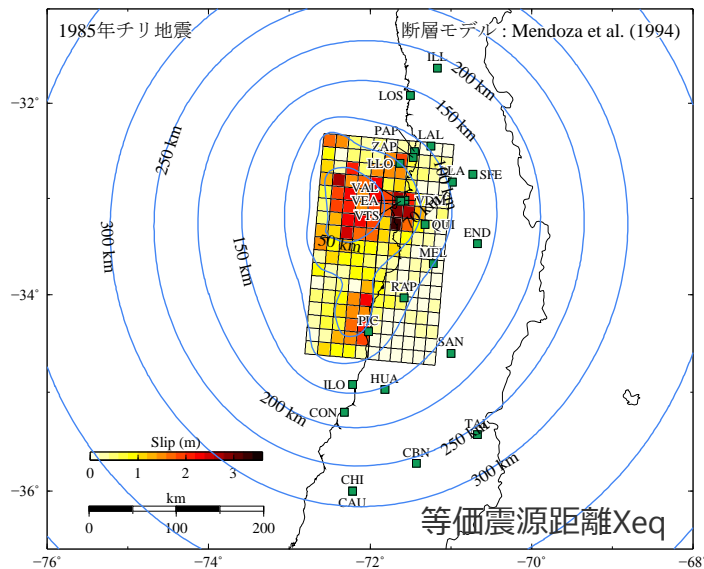 1985年チリ地震
断層モデル : Mendoza et al. (1994)
ILL
200 km
LOS
150 km
PAP
LAL
ZAP
LLO
100 km
SFE
250 km
VAL
VEA
VTS
QUI
END
50 km
MEL
300 km
150 km
RAP
PIC
SAN
ILO
HUA
200 km
CON
250 km
CBN
300 km
CHI
CAU
Slip (m)
0 1 2 3
km
0 100 200
等価震源距離Xeq
−32°
−34°
−36°
−76° −74° −72° −70° −68°